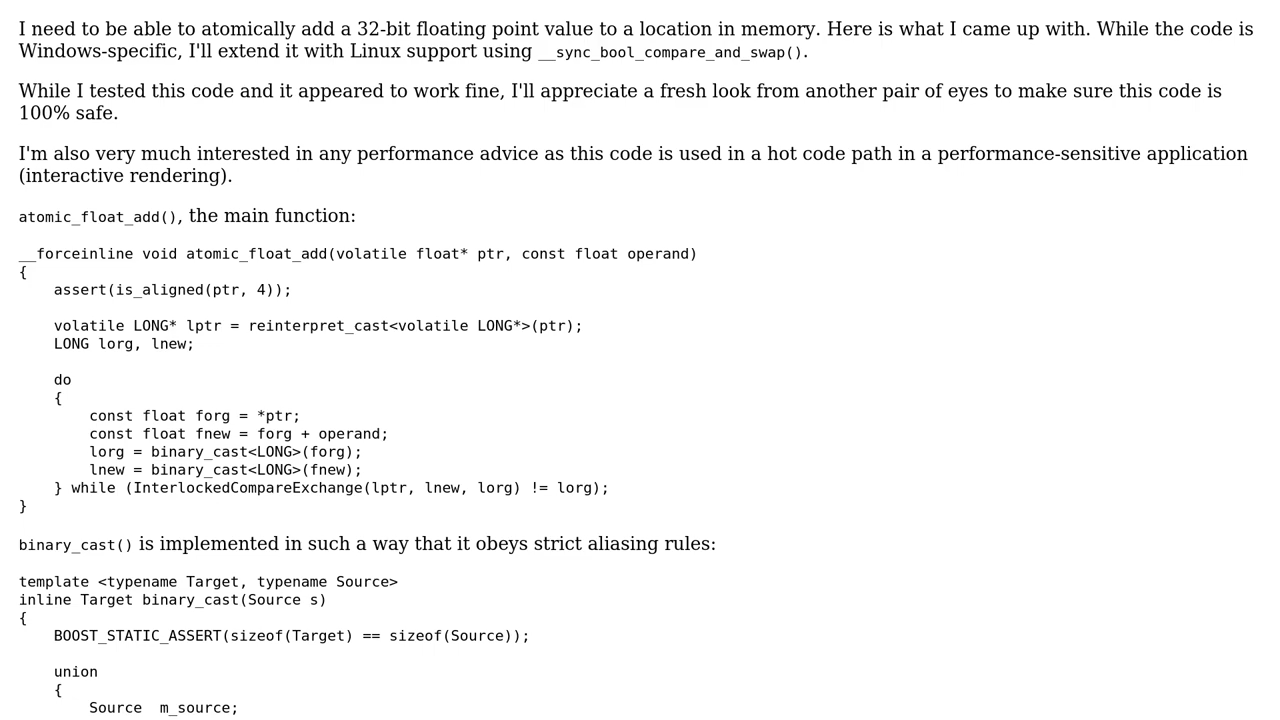 I need to be able to atomically add a 32-bit floating point value to a location in memory. Here is what I came up with. While the code is
Windows-specific, I'll extend it with Linux support using __sync_bool_compare_and_swap().
While I tested this code and it appeared to work fine, I'll appreciate a fresh look from another pair of eyes to make sure this code is
100% safe.
I'm also very much interested in any performance advice as this code is used in a hot code path in a performance-sensitive application
(interactive rendering).
atomic_float_add(), the main function:
__forceinline void atomic_float_add(volatile float* ptr, const float operand)
{
    assert(is_aligned(ptr, 4));
    volatile LONG* lptr = reinterpret_cast<volatile LONG*>(ptr);
    LONG lorg, lnew;
    do
    {
        const float forg = *ptr;
        const float fnew = forg + operand;
        lorg = binary_cast<LONG>(forg);
        lnew = binary_cast<LONG>(fnew);
    } while (InterlockedCompareExchange(lptr, lnew, lorg) != lorg);
}
binary_cast() is implemented in such a way that it obeys strict aliasing rules:
template <typename Target, typename Source>
inline Target binary_cast(Source s)
{
    BOOST_STATIC_ASSERT(sizeof(Target) == sizeof(Source));
    union
    {
        Source  m_source;